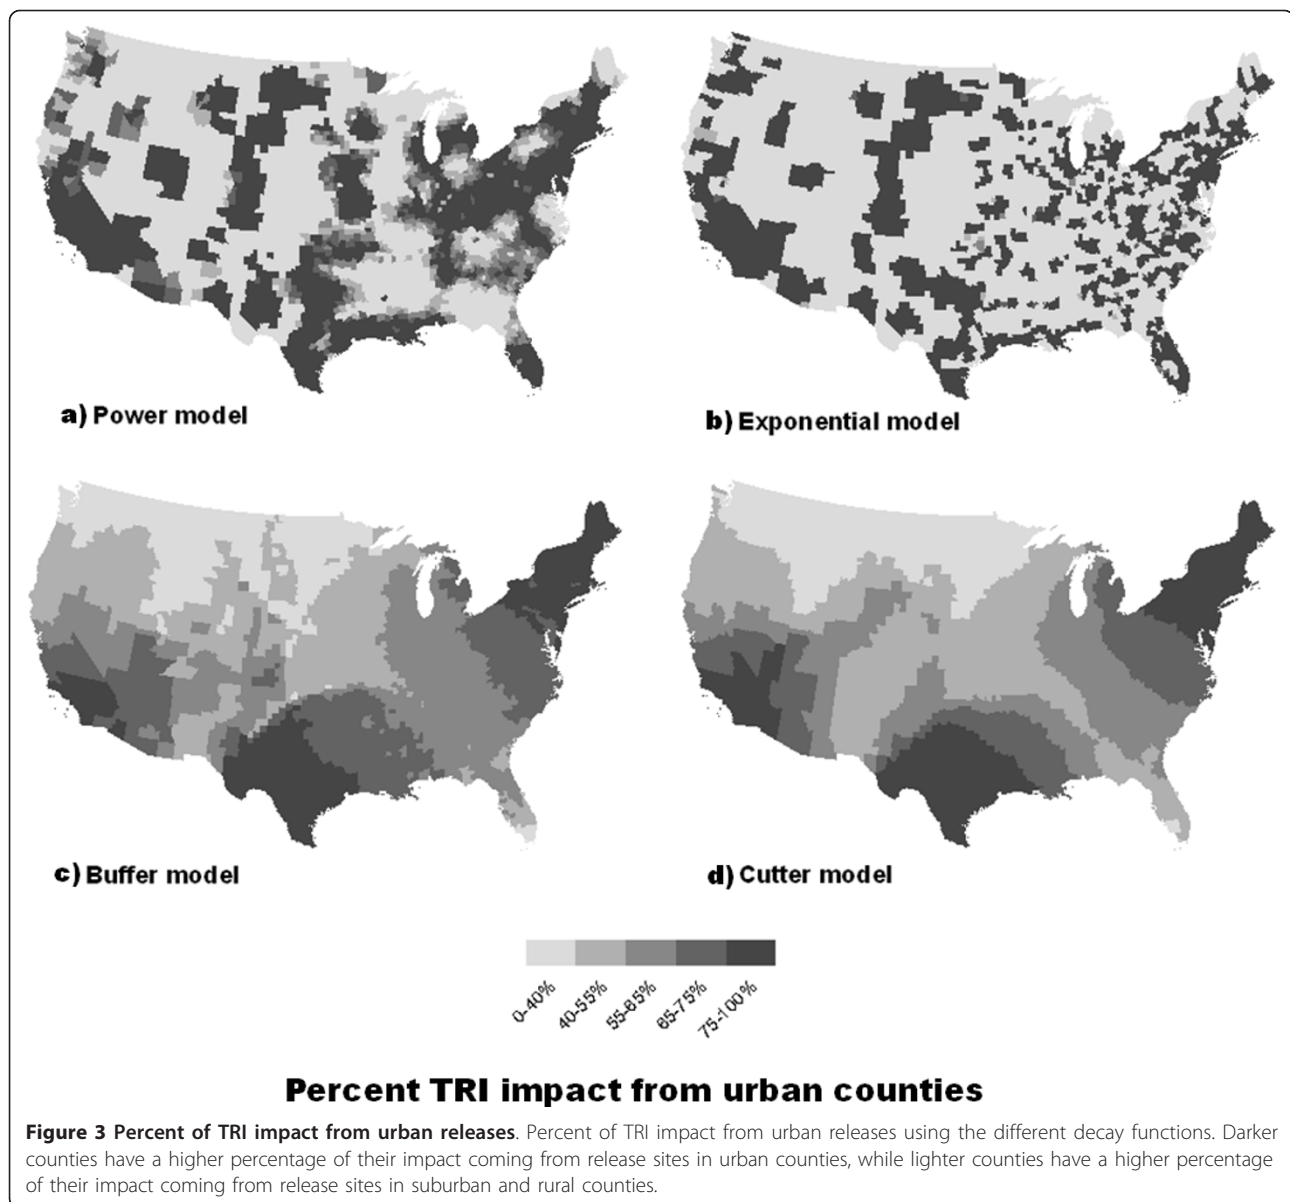 a) Power model
b) Exponential model
c) Buffer model
d) Cutter model
0-40%
40-55%
55-65%
65-75%
75-100%
Percent TRI impact from urban counties
Figure 3 Percent of TRI impact from urban releases. Percent of TRI impact from urban releases using the different decay functions. Darker
counties have a higher percentage of their impact coming from release sites in urban counties, while lighter counties have a higher percentage
of their impact coming from release sites in suburban and rural counties.